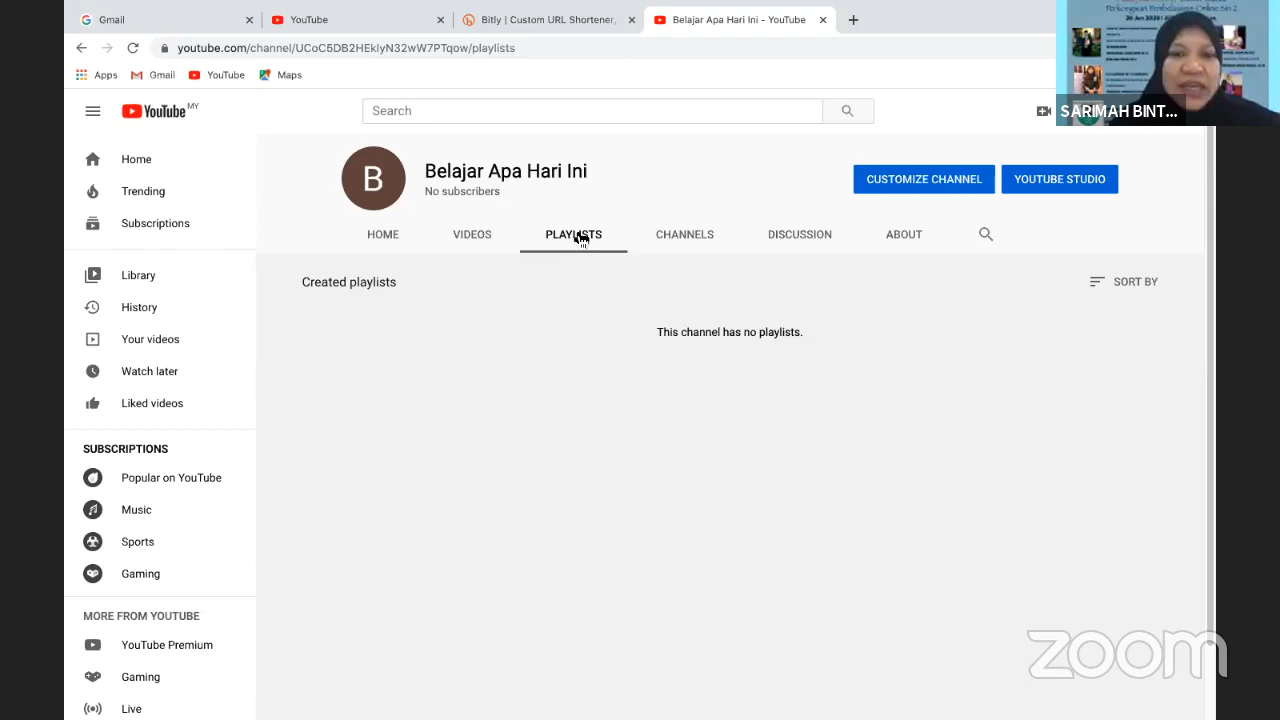 Gmail
YouTube
Bitly | Custom URL Shortener,
Belajar Apa Hari Ini - YouTube
youtube.com/channel/UCoC5DB2HEklyN32wW7PTqow/playlists
Apps
Gmail
YouTube
Maps
YouTube MY
Search
SARIMAH BINT...
Home
Trending
Subscriptions
Library
History
Your videos
Watch later
Liked videos
SUBSCRIPTIONS
Popular on YouTube
Music
Sports
Gaming
MORE FROM YOUTUBE
YouTube Premium
Gaming
Live
B
Belajar Apa Hari Ini
No subscribers
CUSTOMIZE CHANNEL
YOUTUBE STUDIO
HOME
VIDEOS
PLAYLISTS
CHANNELS
DISCUSSION
ABOUT
Created playlists
SORT BY
This channel has no playlists.
zoom